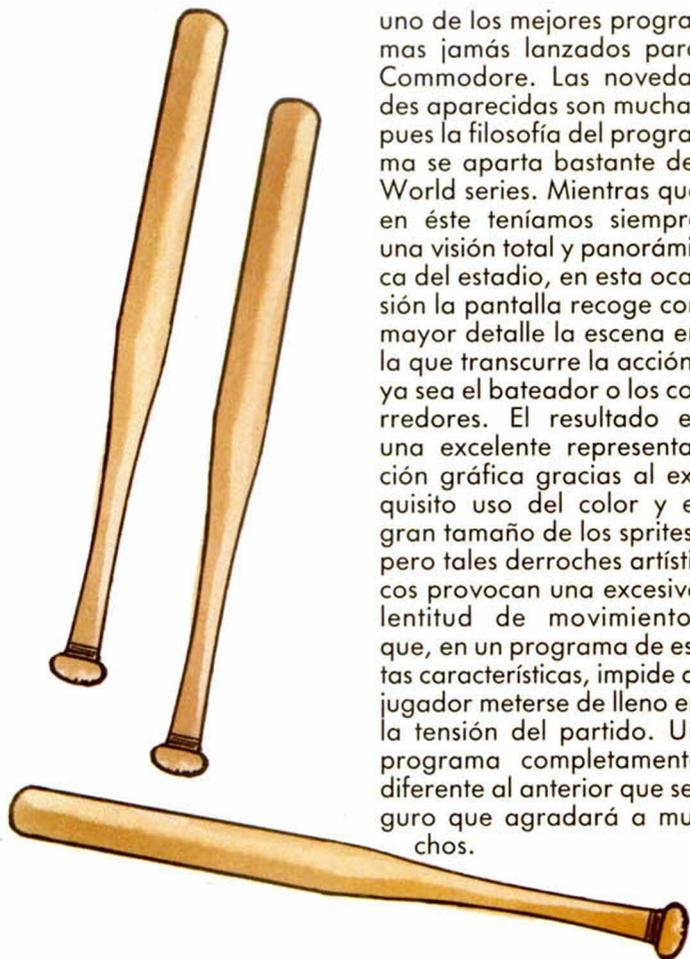 uno de los mejores progra
mas jamás lanzados para
Commodore. Las noveda
des aparecidas son mucha
pues la filosofía del progra
ma se aparta bastante de
World series. Mientras que
en éste teníamos siempre
una visión total y panorámi
ca del estadio, en esta oca
sión la pantalla recoge con
mayor detalle la escena en
la que transcurre la acción
ya sea el bateador o los co
rredores. El resultado e
una excelente representa
ción gráfica gracias al ex
quisito uso del color y e
gran tamaño de los sprites
pero tales derroches artísti
cos provocan una excesiva
lentitud de movimiento
que, en un programa de es
tas características, impide a
jugador meterse de lleno en
la tensión del partido. Un
programa completamente
diferente al anterior que se
guro que agradará a mu
chos.